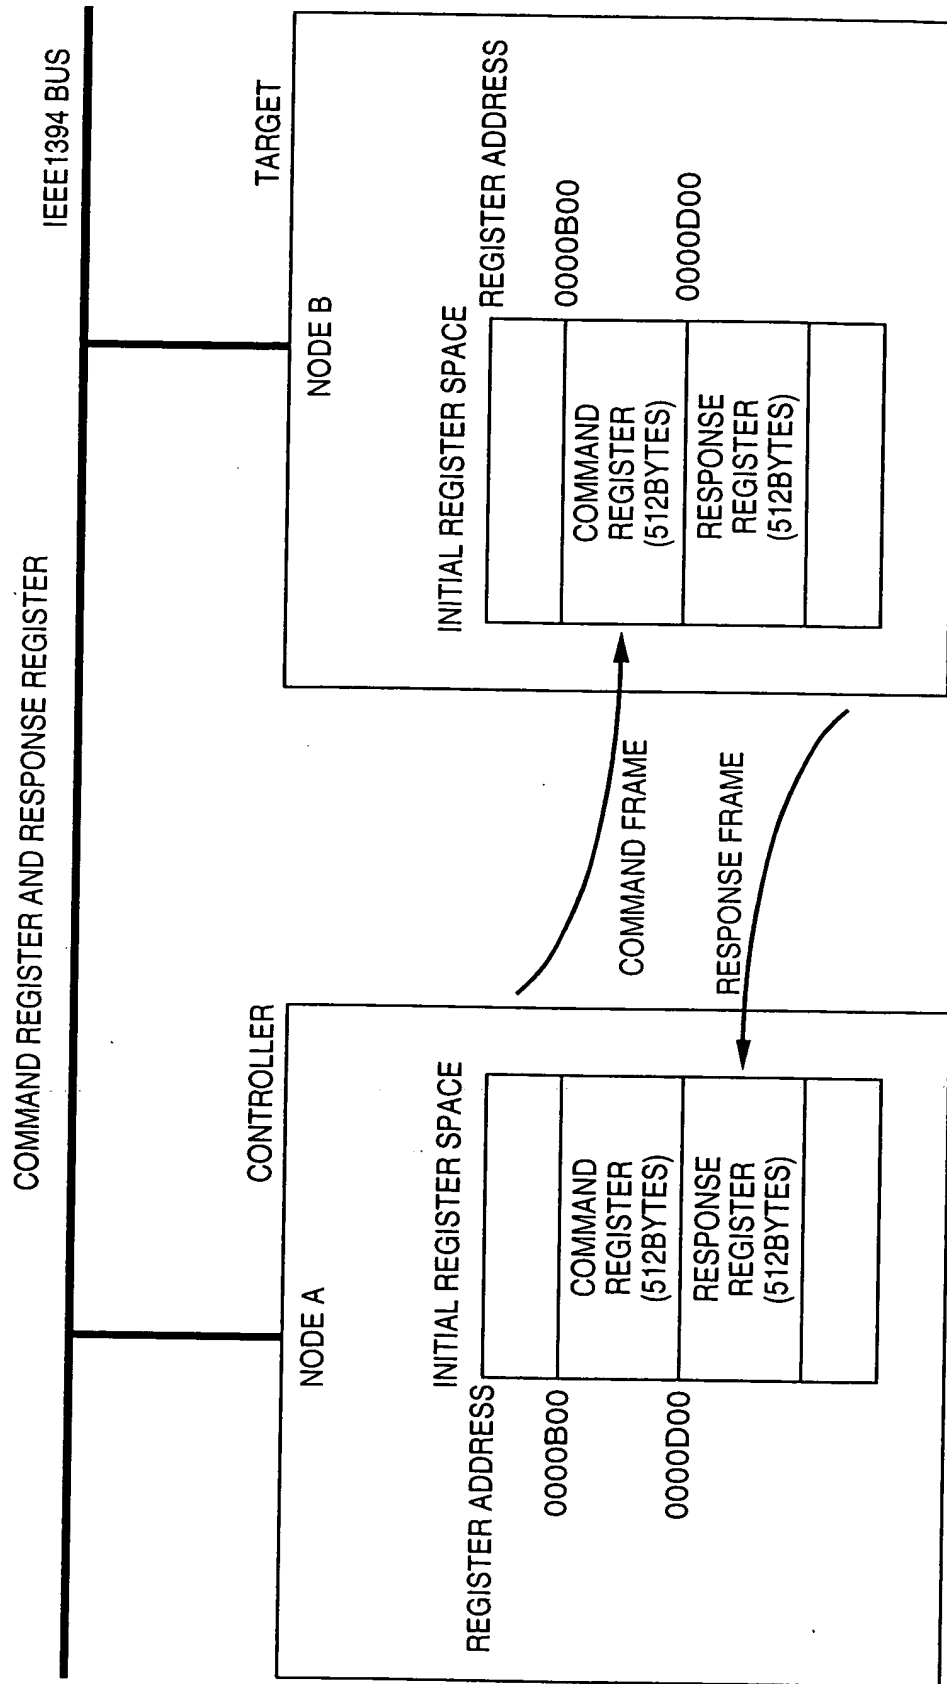 COMMAND REGISTER AND RESPONSE REGISTER
IEEE1394 BUS
CONTROLLER
NODE A
INITIAL REGISTER SPACE
REGISTER ADDRESS
0000B00
0000D00
COMMAND
REGISTER
(512BYTES)
RESPONSE
REGISTER
(512BYTES)
COMMAND FRAME
RESPONSE FRAME
TARGET
NODE B
INITIAL REGISTER SPACE
REGISTER ADDRESS
0000B00
0000D00
COMMAND
REGISTER
(512BYTES)
RESPONSE
REGISTER
(512BYTES)